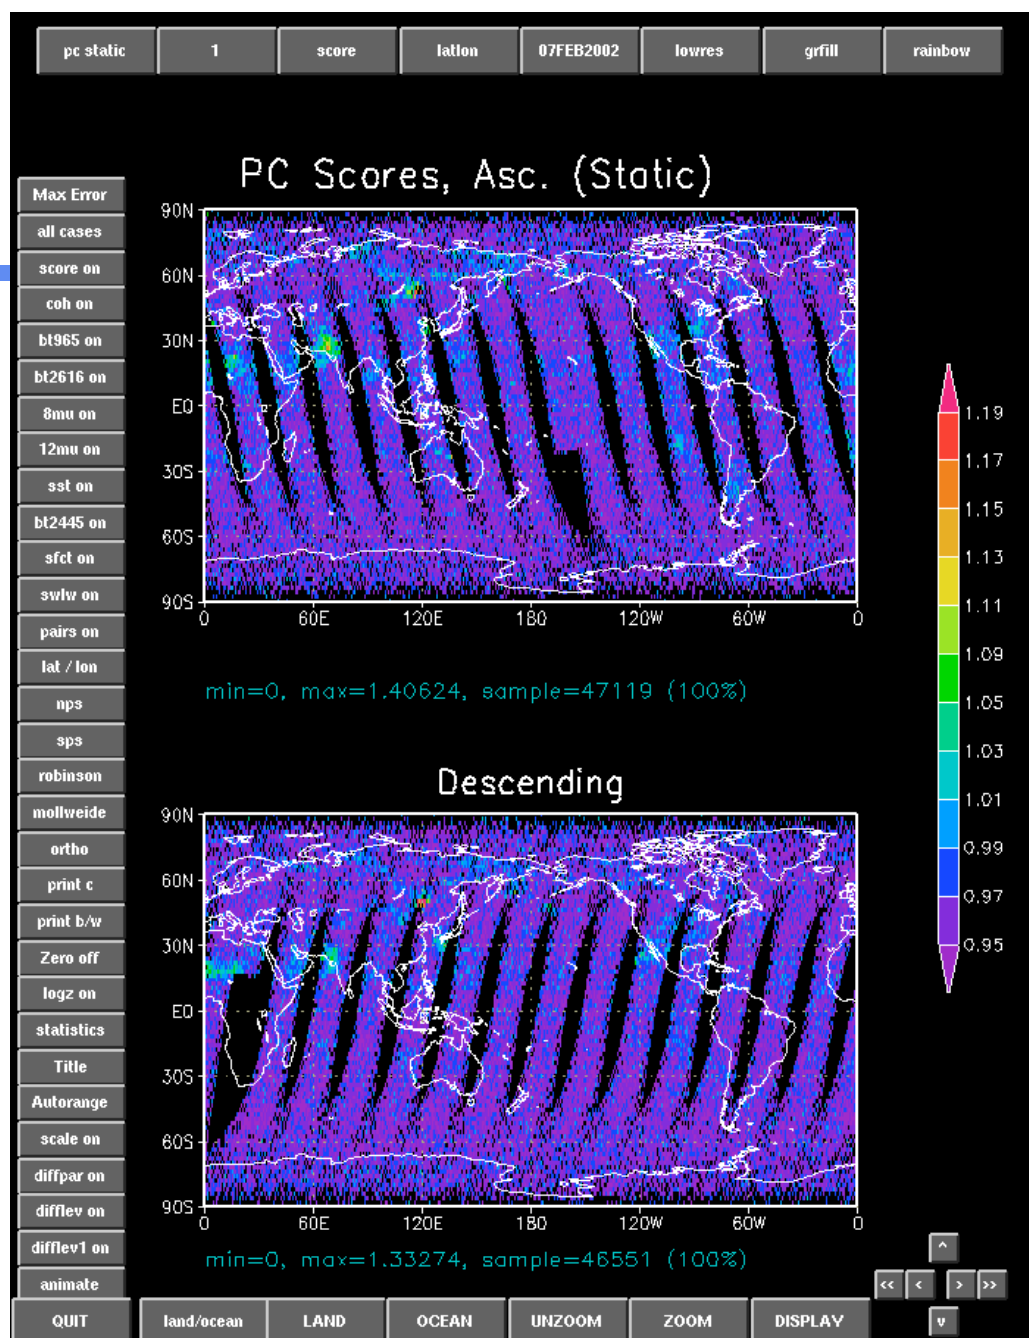 pc static 1 score latlon 07FEB2002 lowres grfill rainbow
PC Scores, Asc. (Static)
Max Error
all cases
score on
coh on
bt965 on
bt2616 on
8mu on
12mu on
sst on
bt2445 on
sfct on
swlw on
pairs on
lat / lon
nps
sps
robinson
mollweide
ortho
print c
print b/w
Zero off
logz on
statistics
Title
Autorange
scale on
diffpar on
difflev on
difflev1 on
animate
90N
60N
30N
EQ
30S
60S
90S
0 60E 120E 180 120W 60W 0
min=0, max=1.40624, sample=47119 (100%)
1.19
1.17
1.15
1.13
1.11
1.09
1.05
1.03
1.01
0.99
0.97
0.95
Descending
90N
60N
30N
EQ
30S
60S
90S
0 60E 120E 180 120W 60W 0
min=0, max=1.33274, sample=46551 (100%)
^
<< < > >>
v
QUIT land/ocean LAND OCEAN UNZOOM ZOOM DISPLAY